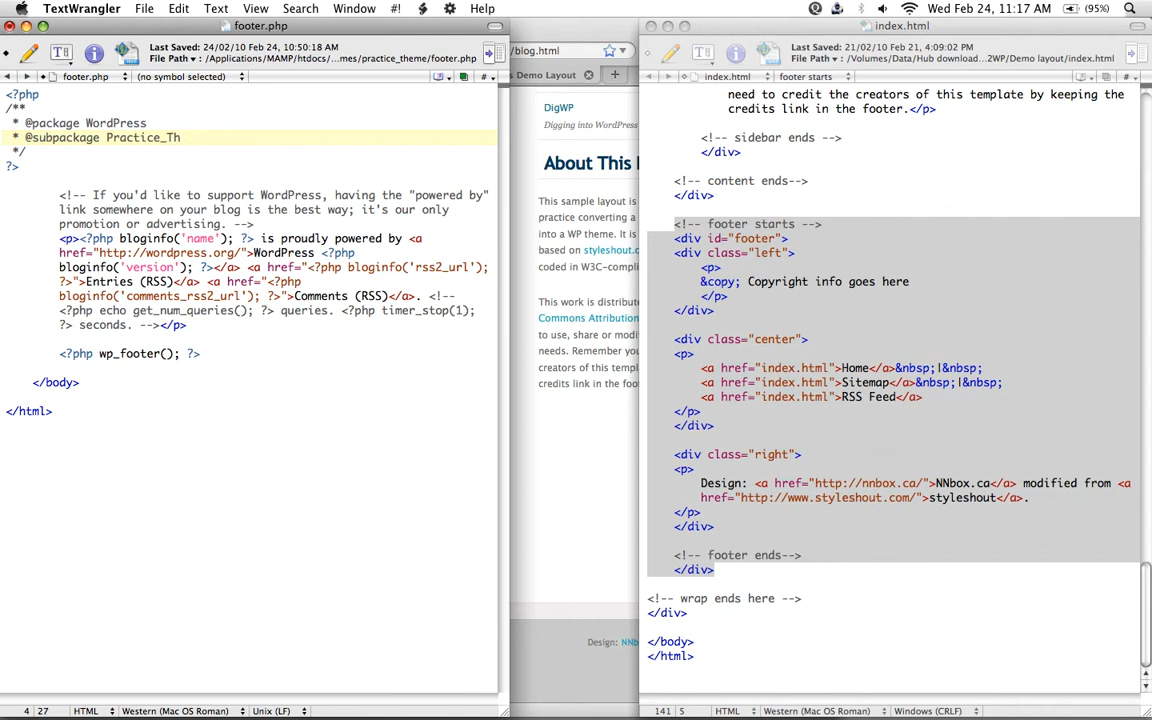 TextWrangler File Edit Text View Search Window #! Help Wed Feb 24, 11:17 AM (95%)
footer.php
Last Saved: 24/02/10 Feb 24, 10:50:18 AM
File Path ▾ : /Applications/MAMP/htdocs...mes/practice_theme/footer.php
footer.php (no symbol selected) #
<?php
/**
* @package WordPress
* @subpackage Practice_Th
*/
?>
<!-- If you'd like to support WordPress, having the "powered by"
link somewhere on your blog is the best way; it's our only
promotion or advertising. -->
<p><?php bloginfo('name'); ?> is proudly powered by <a
href="http://wordpress.org/">WordPress <?php
bloginfo('version'); ?></a> <a href="<?php bloginfo('rss2_url');
?>">Entries (RSS)</a> <a href="<?php
bloginfo('comments_rss2_url'); ?>">Comments (RSS)</a>. <!--
<?php echo get_num_queries(); ?> queries. <?php timer_stop(1);
?> seconds. --></p>
<?php wp_footer(); ?>
</body>
</html>
4 27 HTML Western (Mac OS Roman) Unix (LF)
/blog.html
s Demo Layout
DigWP
Digging into WordPress
About This
This sample layout is
practice converting a
into a WP theme. It is
based on styleshout.c
coded in W3C-compli
This work is distribut
Commons Attribution
to use, share or modi
needs. Remember you
creators of this templa
credits link in the foot
Design: NNb
index.html
Last Saved: 21/02/10 Feb 21, 4:09:02 PM
File Path ▾ : /Volumes/Data/Hub download...2WP/Demo layout/index.html
index.html footer starts #
need to credit the creators of this template by keeping the
credits link in the footer.</p>
<!-- sidebar ends -->
</div>
<!-- content ends-->
</div>
<!-- footer starts -->
<div id="footer">
<div class="left">
<p>
&copy; Copyright info goes here
</p>
</div>
<div class="center">
<p>
<a href="index.html">Home</a>&nbsp;|&nbsp;
<a href="index.html">Sitemap</a>&nbsp;|&nbsp;
<a href="index.html">RSS Feed</a>
</p>
</div>
<div class="right">
<p>
Design: <a href="http://nnbox.ca/">NNbox.ca</a> modified from <a
href="http://www.styleshout.com/">styleshout</a>.
</p>
</div>
<!-- footer ends-->
</div>
<!-- wrap ends here -->
</div>
</body>
</html>
141 5 HTML Western (Mac OS Roman) Windows (CRLF)